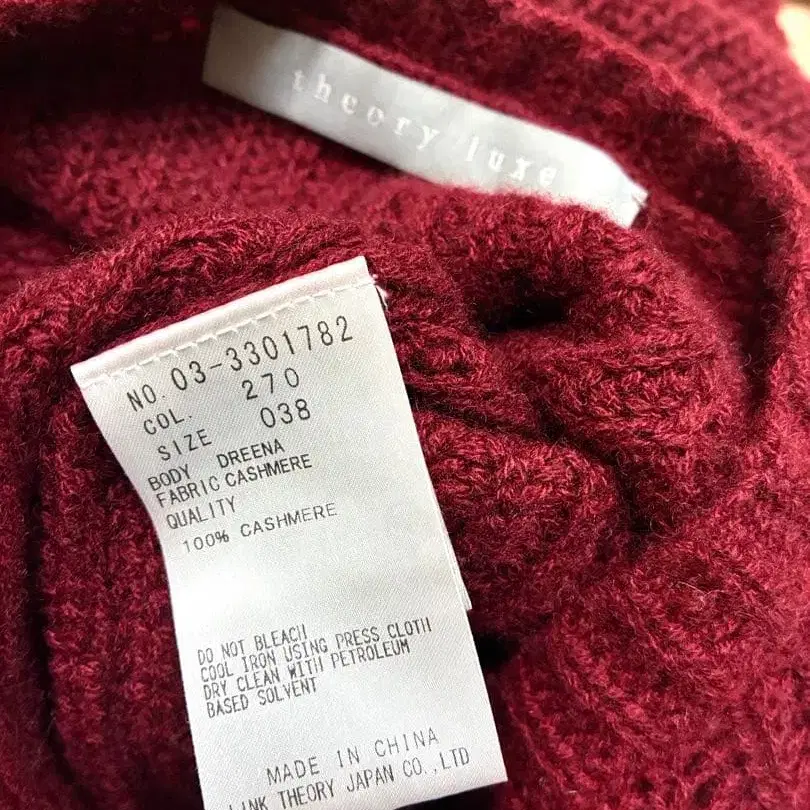 theory luxe
NO. 03-3301782
COL. 270
SIZE 038
BODY DREENA
FABRIC CASHMERE
QUALITY
100% CASHMERE
DO NOT BLEACH
COOL IRON USING PRESS CLOTH
DRY CLEAN WITH PETROLEUM
BASED SOLVENT
MADE IN CHINA
LINK THEORY JAPAN CO.,LTD